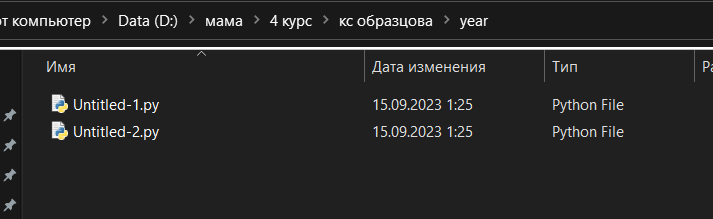 от компьютер > Data (D:) > мама > 4 курс > кс образцова > year
Имя Дата изменения Тип Ра
Untitled-1.py 15.09.2023 1:25 Python File
Untitled-2.py 15.09.2023 1:25 Python File